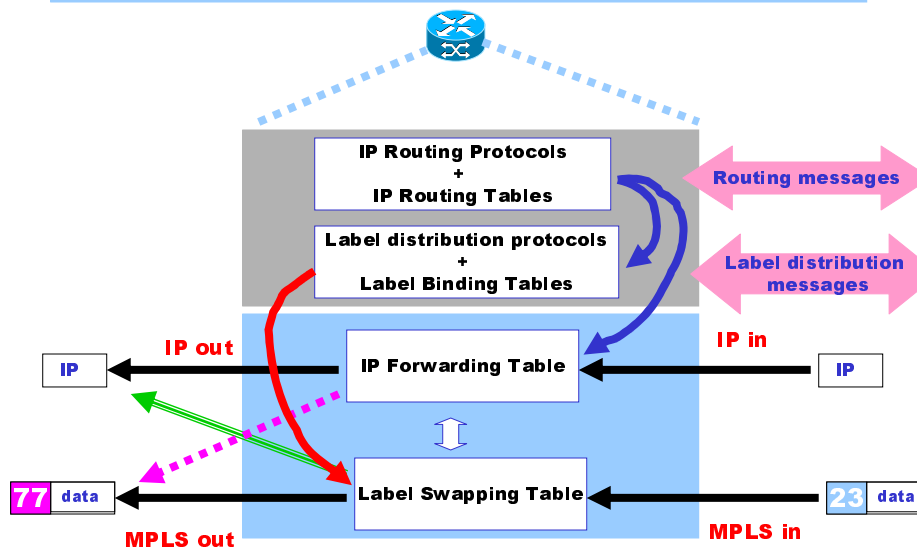 IP Routing Protocols
+
IP Routing Tables
Routing messages
Label distribution protocols
+
Label Binding Tables
Label distribution
messages
IP out
IP in
IP
IP Forwarding Table
IP
77 data
Label Swapping Table
23 data
MPLS out
MPLS in